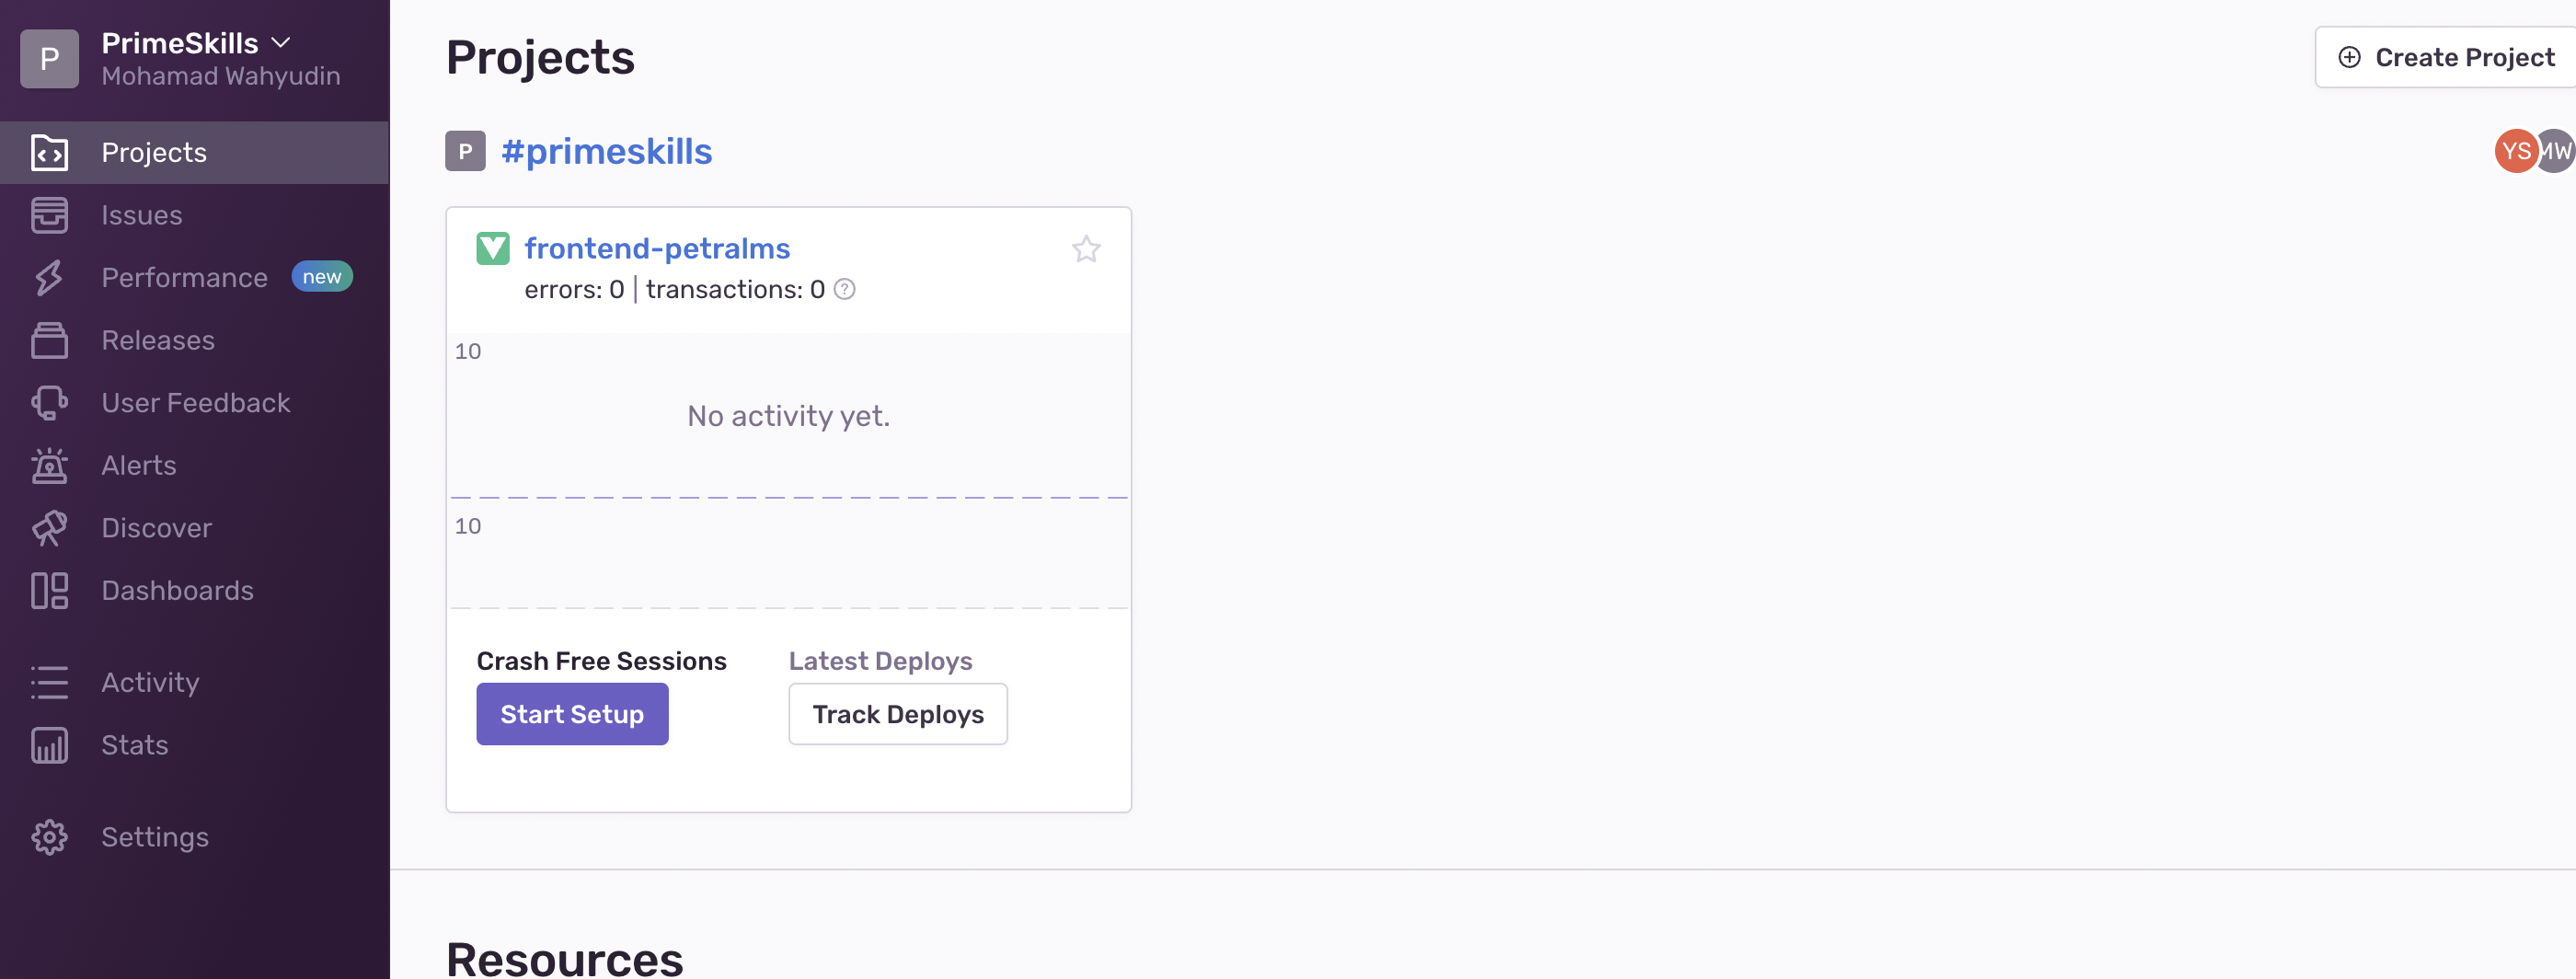 P
PrimeSkills
Mohamad Wahyudin
Projects
Issues
Performance new
Releases
User Feedback
Alerts
Discover
Dashboards
Activity
Stats
Settings
Projects
Create Project
P #primeskills
YS MW
frontend-petralms
errors: 0 | transactions: 0 ?
10
No activity yet.
10
Crash Free Sessions Latest Deploys
Start Setup Track Deploys
Resources